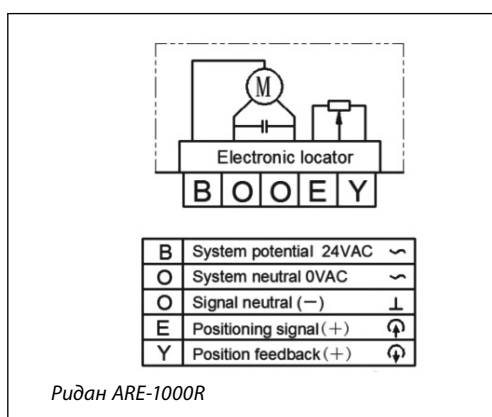 M
Electronic locator
B O O E Y
B System potential 24VAC ∽
O System neutral 0VAC ∽
O Signal neutral (—) ⊥
E Positioning signal (+)
Y Position feedback (+)
Ридан ARE-1000R